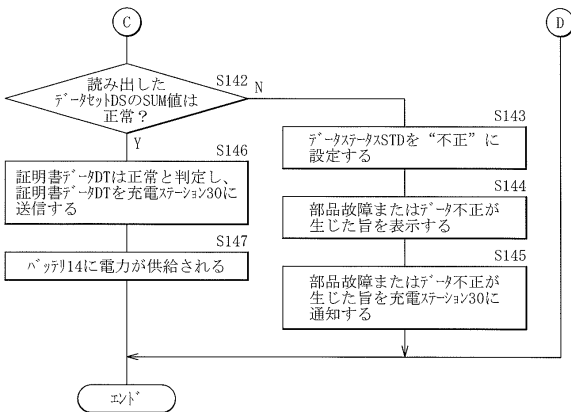 C
D
読み出した
ﾃﾞｰﾀｾｯﾄDSのSUM値は
正常？
S142
N
Y
S143
ﾃﾞｰﾀｽﾃｰﾀｽSTDを“不正”に
設定する
S146
証明書ﾃﾞｰﾀDTは正常と判定し、
証明書ﾃﾞｰﾀDTを充電ｽﾃｰｼｮﾝ30に
送信する
S144
部品故障またはﾃﾞｰﾀ不正が
生じた旨を表示する
S147
ﾊﾞｯﾃﾘ14に電力が供給される
S145
部品故障またはﾃﾞｰﾀ不正が
生じた旨を充電ｽﾃｰｼｮﾝ30に
通知する
ｴﾝﾄﾞ